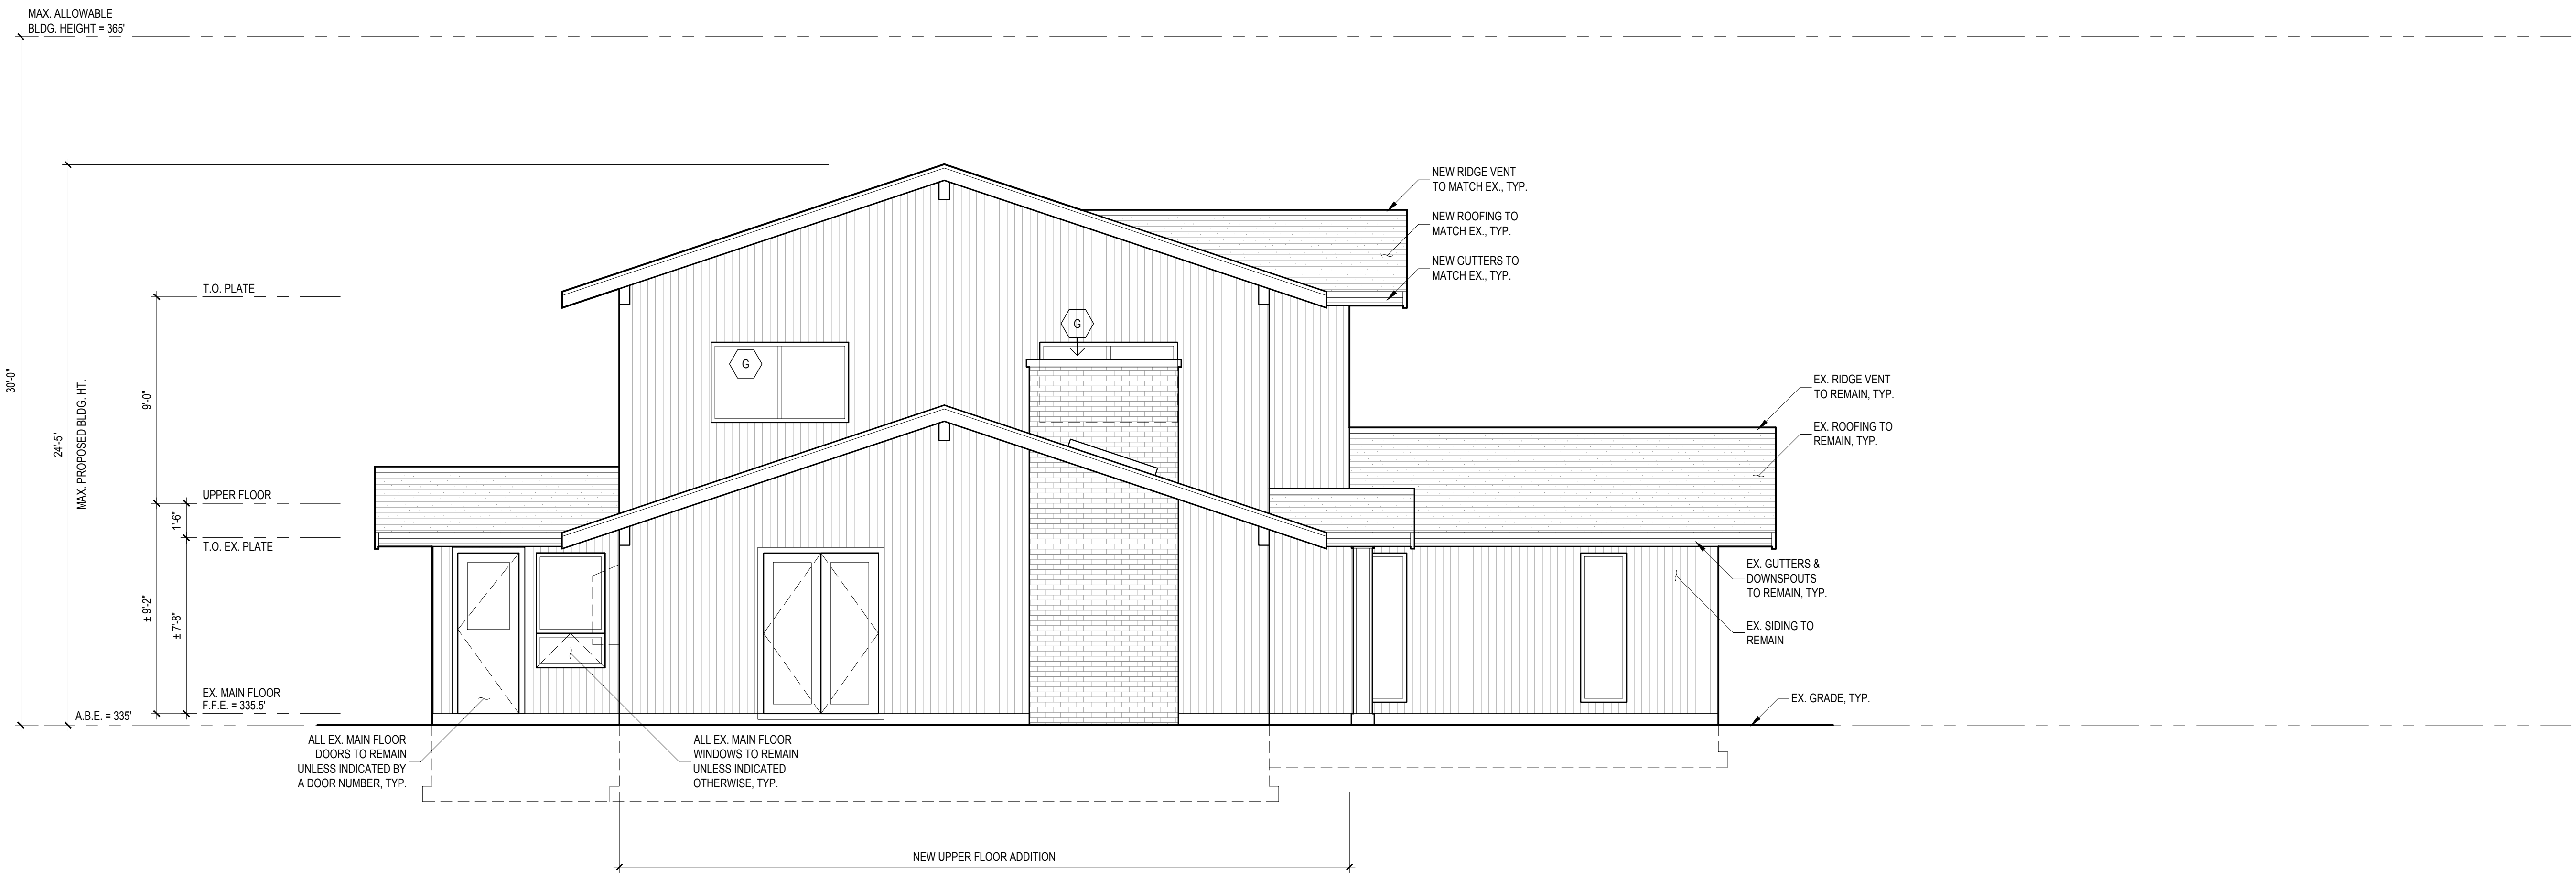 MAX. ALLOWABLE
BLDG. HEIGHT = 365'
NEW RIDGE VENT
TO MATCH EX., TYP.
NEW ROOFING TO
MATCH EX., TYP.
NEW GUTTERS TO
MATCH EX., TYP.
T.O. PLATE
G
G
30'-0"
24'-5"
MAX. PROPOSED BLDG. HT.
9'-0"
EX. RIDGE VENT
TO REMAIN, TYP.
EX. ROOFING TO
REMAIN, TYP.
UPPER FLOOR
1'-6"
T.O. EX. PLATE
± 9'-2"
± 7'-8"
EX. GUTTERS &
DOWNSPOUTS
TO REMAIN, TYP.
EX. SIDING TO
REMAIN
EX. MAIN FLOOR
F.F.E. = 335.5'
A.B.E. = 335'
EX. GRADE, TYP.
ALL EX. MAIN FLOOR
DOORS TO REMAIN
UNLESS INDICATED BY
A DOOR NUMBER, TYP.
ALL EX. MAIN FLOOR
WINDOWS TO REMAIN
UNLESS INDICATED
OTHERWISE, TYP.
NEW UPPER FLOOR ADDITION